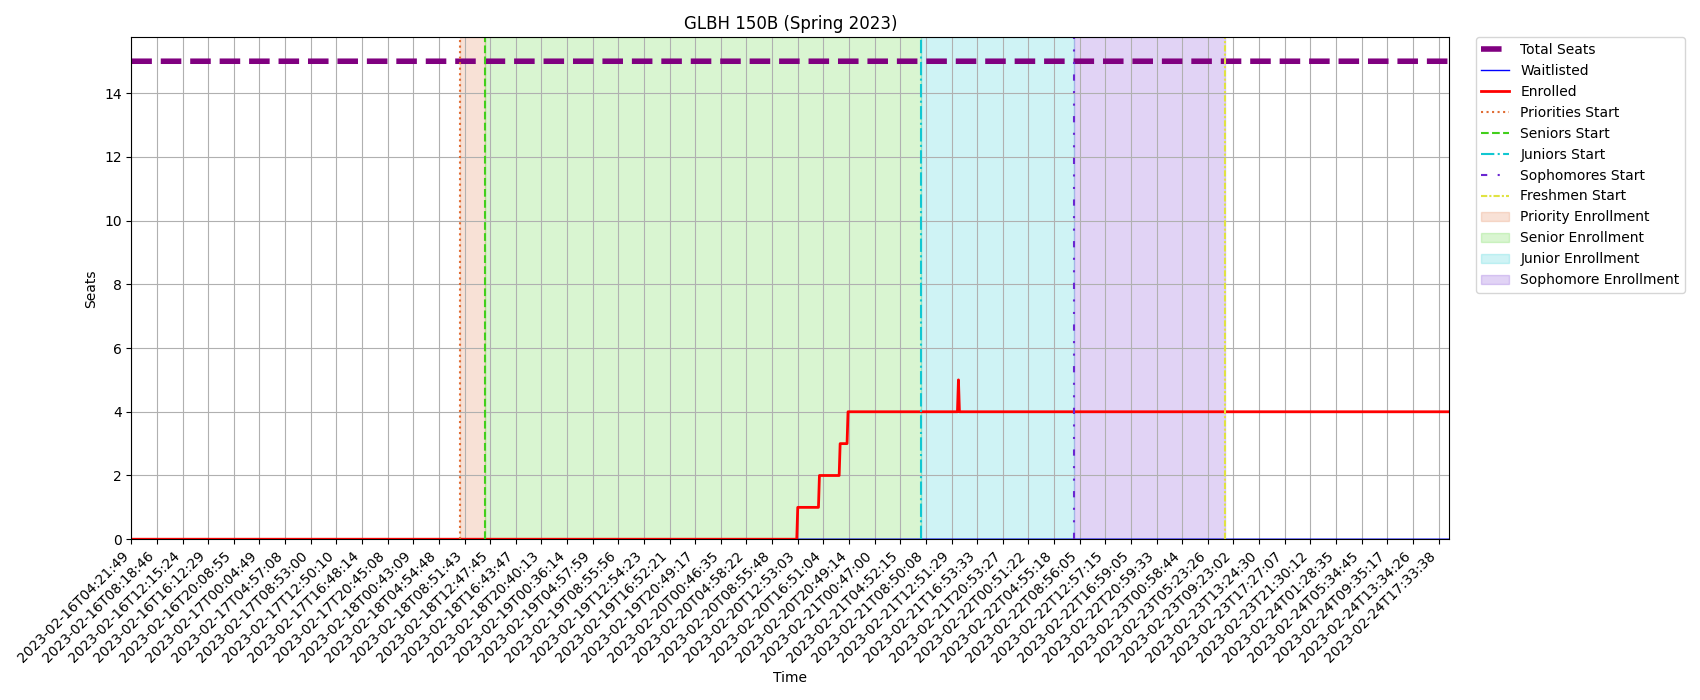 GLBH 150B (Spring 2023)
Total Seats
Waitlisted
Enrolled
Priorities Start
Seniors Start
Juniors Start
Sophomores Start
Freshmen Start
Priority Enrollment
Senior Enrollment
Junior Enrollment
Sophomore Enrollment
Seats
14
12
10
8
6
4
2
0
2023-02-16T04:21:49
2023-02-16T08:18:46
2023-02-16T12:15:24
2023-02-16T16:12:29
2023-02-16T20:08:55
2023-02-17T00:04:49
2023-02-17T04:57:08
2023-02-17T08:53:00
2023-02-17T12:50:10
2023-02-17T16:48:14
2023-02-17T20:45:08
2023-02-18T00:43:09
2023-02-18T04:54:48
2023-02-18T08:51:43
2023-02-18T12:47:45
2023-02-18T16:43:47
2023-02-18T20:40:13
2023-02-19T00:36:14
2023-02-19T04:57:59
2023-02-19T08:55:56
2023-02-19T12:54:23
2023-02-19T16:52:21
2023-02-19T20:49:17
2023-02-20T00:46:35
2023-02-20T04:58:22
2023-02-20T08:55:48
2023-02-20T12:53:03
2023-02-20T16:51:04
2023-02-20T20:49:14
2023-02-21T00:47:00
2023-02-21T04:52:15
2023-02-21T08:50:08
2023-02-21T12:51:29
2023-02-21T16:53:33
2023-02-21T20:53:27
2023-02-22T00:51:22
2023-02-22T04:55:18
2023-02-22T08:56:05
2023-02-22T12:57:15
2023-02-22T16:59:05
2023-02-22T20:59:33
2023-02-23T00:58:44
2023-02-23T05:23:26
2023-02-23T09:23:02
2023-02-23T13:24:30
2023-02-23T17:27:07
2023-02-23T21:30:12
2023-02-24T01:28:35
2023-02-24T05:34:45
2023-02-24T09:35:17
2023-02-24T13:34:26
2023-02-24T17:33:38
Time